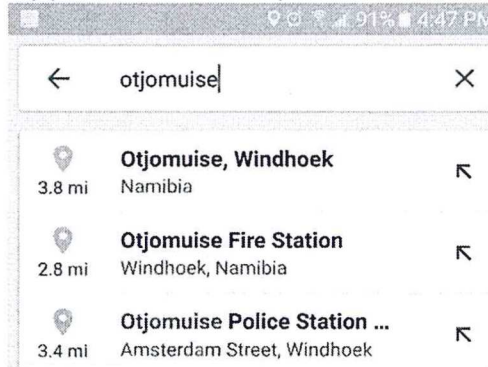 91% 4:47 PM
otjomuise
Otjomuise, Windhoek
3.8 mi
Namibia
Otjomuise Fire Station
2.8 mi
Windhoek, Namibia
Otjomuise Police Station ...
3.4 mi
Amsterdam Street, Windhoek